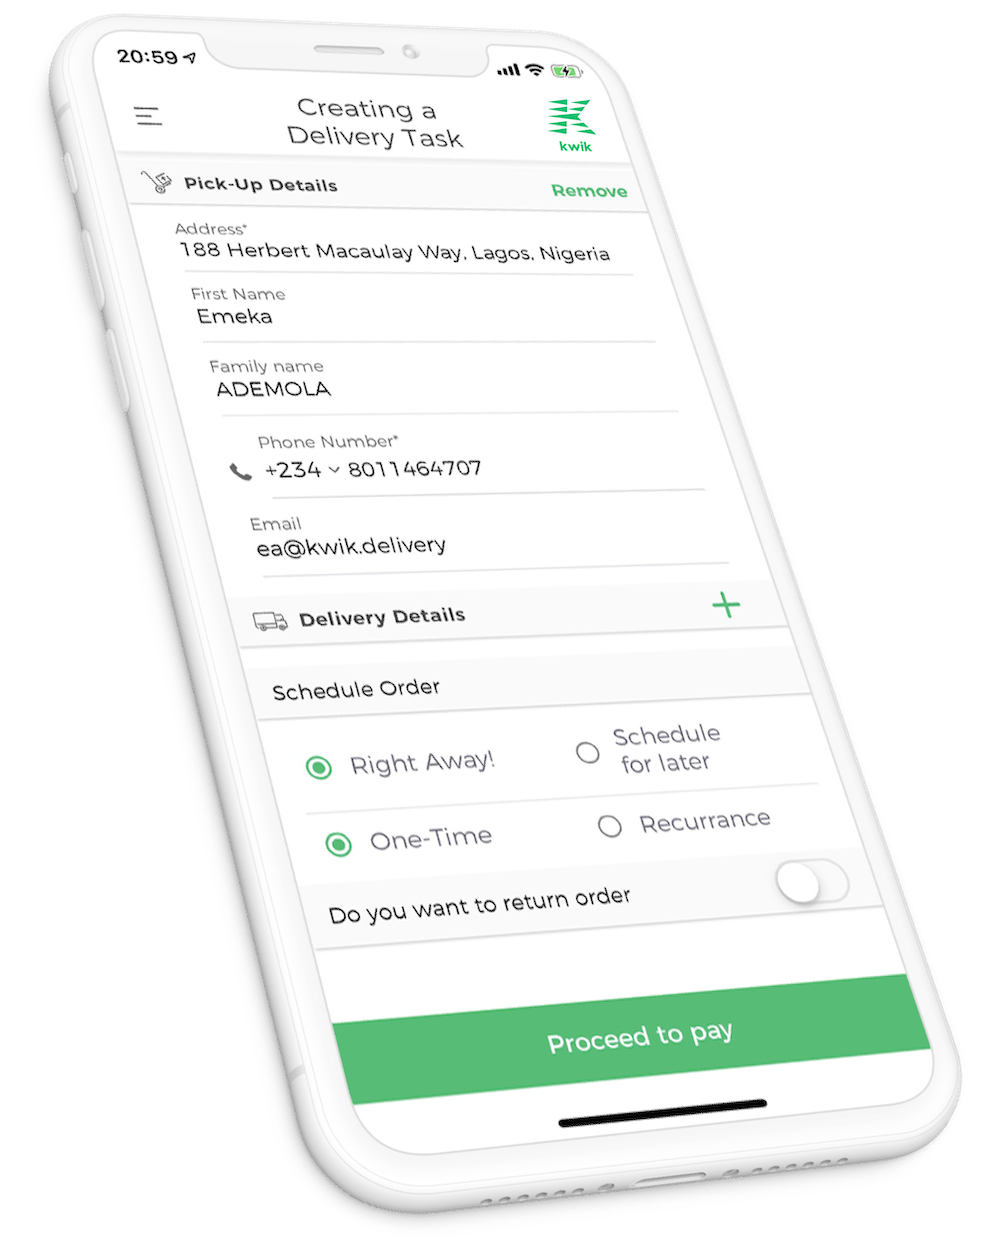 20:59
Creating a
Delivery Task
kwik
Pick-Up Details
Remove
Address*
188 Herbert Macaulay Way, Lagos, Nigeria
First Name
Emeka
Family name
ADEMOLA
Phone Number*
+234 8011464707
Email
ea@kwik.delivery
Delivery Details
Schedule Order
Right Away!
Schedule
for later
One-Time
Recurrance
Do you want to return order
Proceed to pay